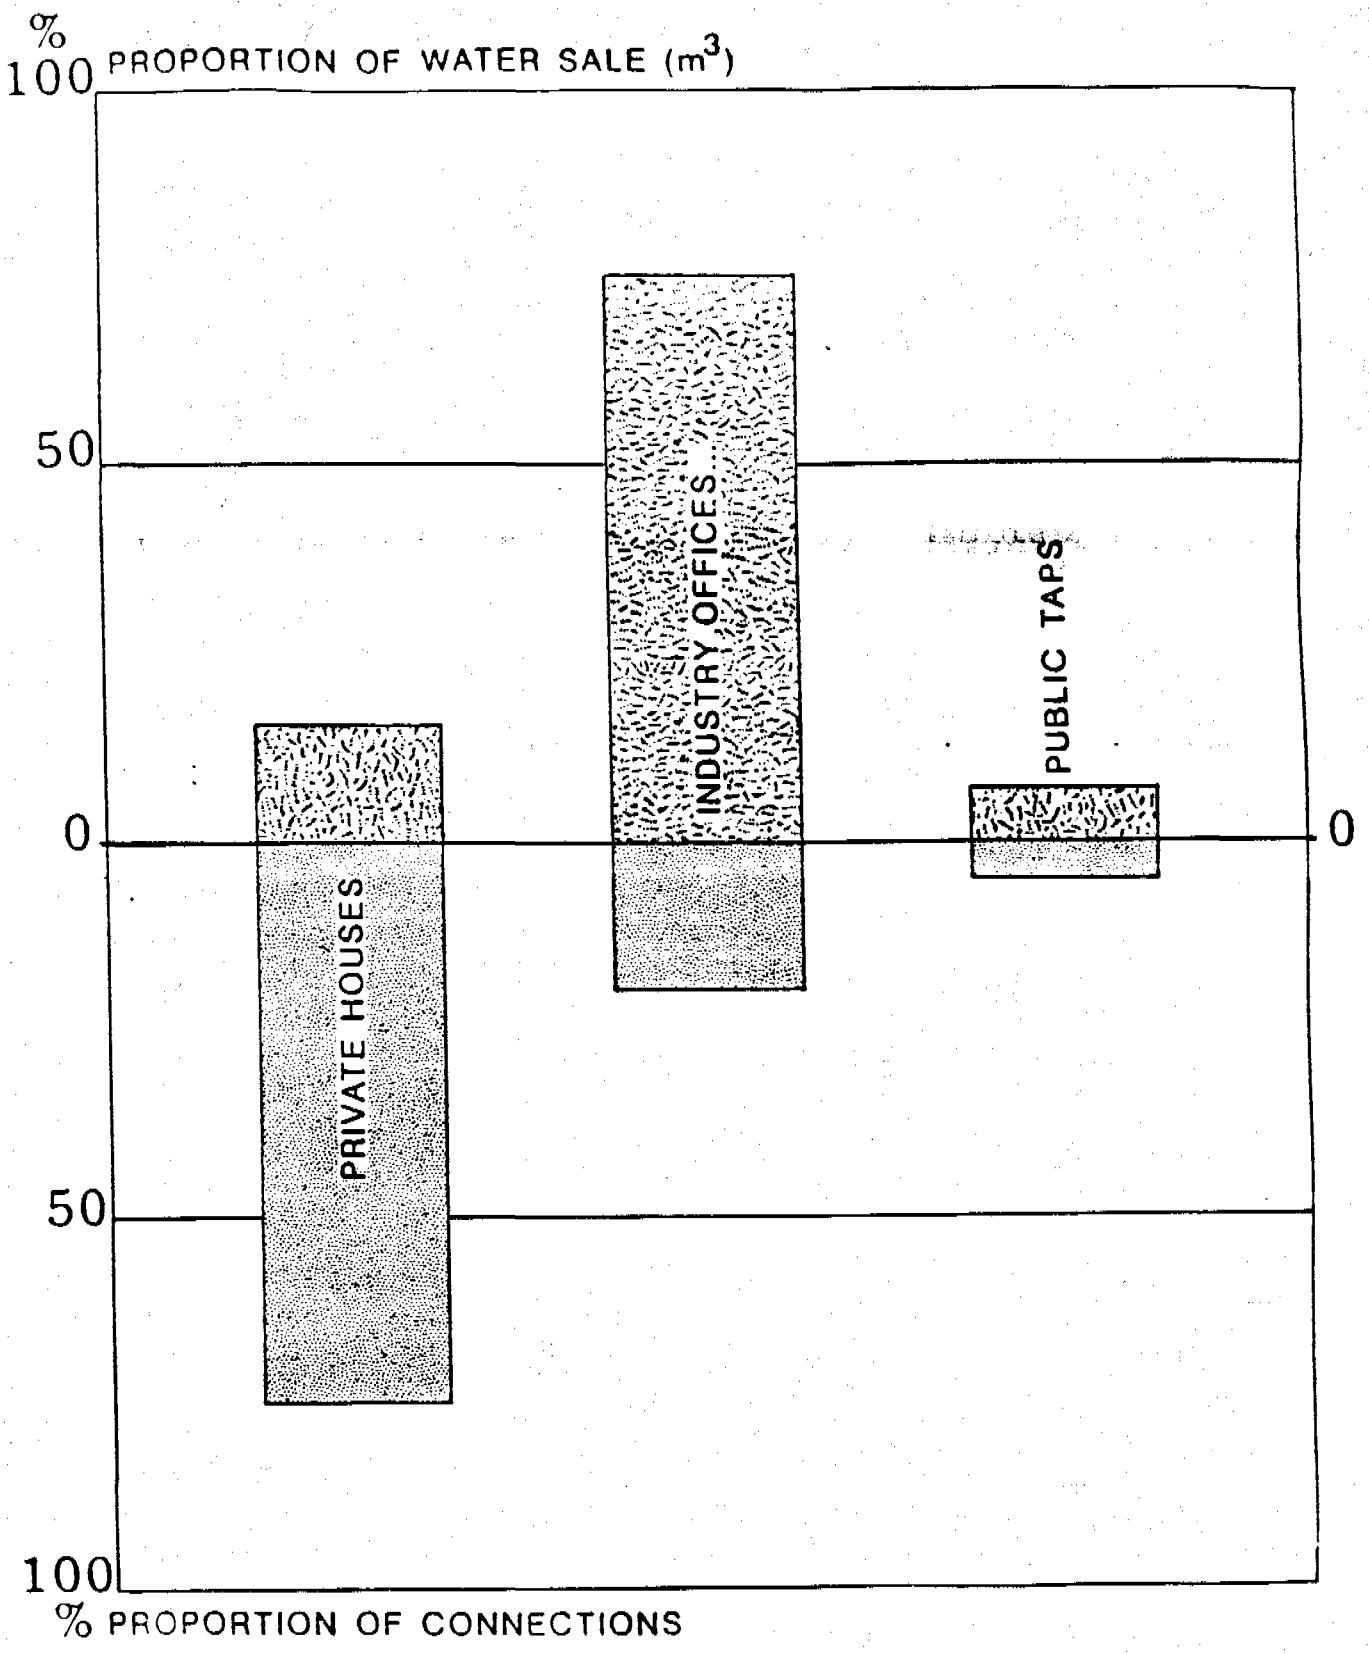 %
100 PROPORTION OF WATER SALE (m³)
50
INDUSTRY, OFFICES...
PUBLIC TAPS
0
0
PRIVATE HOUSES
50
100
% PROPORTION OF CONNECTIONS